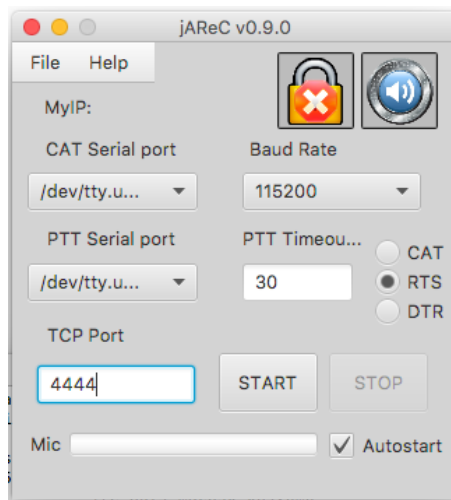 jAReC v0.9.0
File Help
MyIP:
CAT Serial port Baud Rate
/dev/tty.u... 115200
PTT Serial port PTT Timeou...
CAT
/dev/tty.u... 30 RTS
DTR
TCP Port
4444 START STOP
Mic Autostart